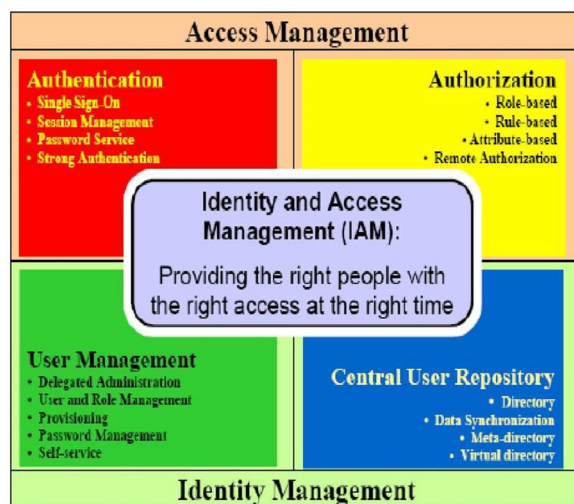 Access Management
Authentication
• Single Sign-On
• Session Management
• Password Service
• Strong Authentication
Authorization
• Role-based
• Rule-based
• Attribute-based
• Remote Authorization
Identity and Access
Management (IAM):
Providing the right people with
the right access at the right time
User Management
• Delegated Administration
• User and Role Management
• Provisioning
• Password Management
• Self-service
Central User Repository
• Directory
• Data Synchronization
• Meta-directory
• Virtual directory
Identity Management